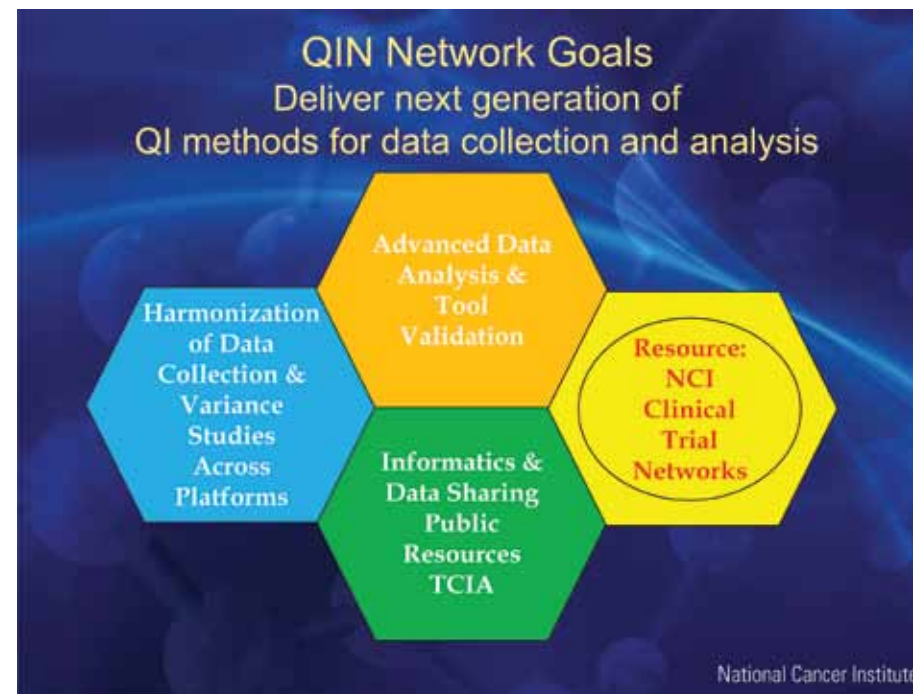 QIN Network Goals
Deliver next generation of
QI methods for data collection and analysis
Advanced Data
Analysis &
Tool
Validation
Harmonization
of Data
Collection &
Variance
Studies
Across
Platforms
Resource:
NCI
Clinical
Trial
Networks
Informatics &
Data Sharing
Public
Resources
TCIA
National Cancer Institute